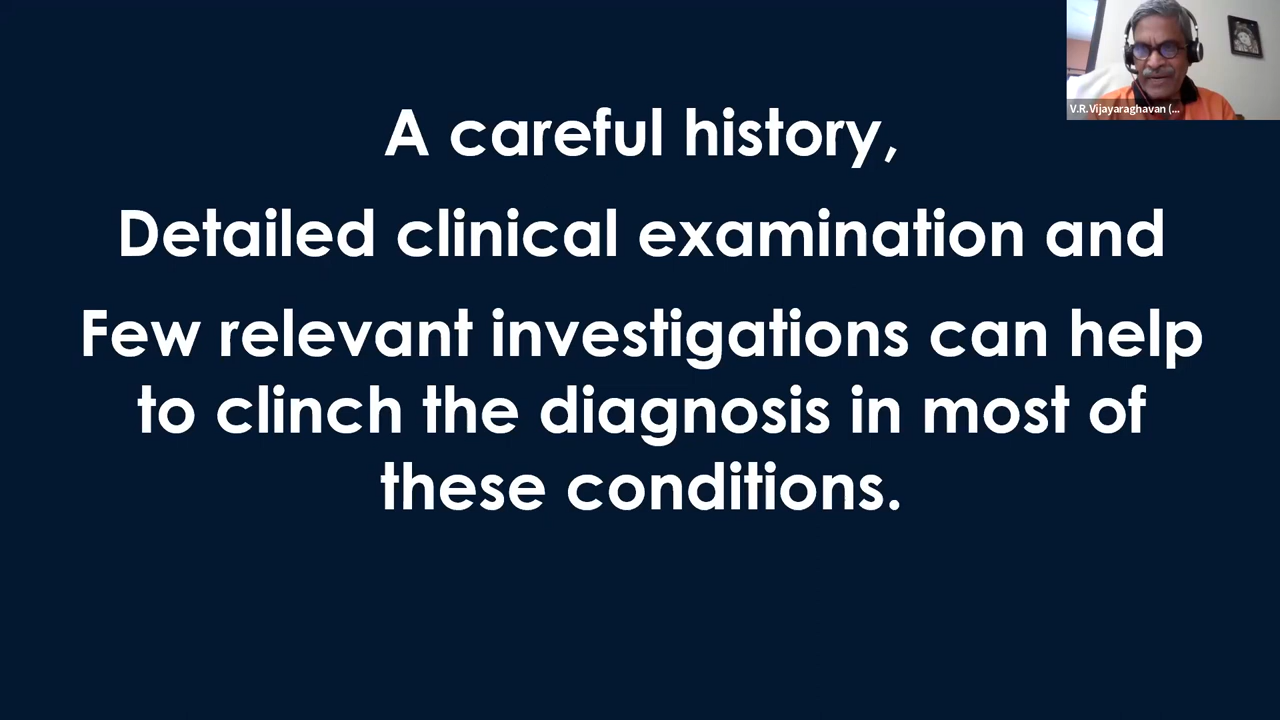 A careful history,
Detailed clinical examination and
Few relevant investigations can help
to clinch the diagnosis in most of
these conditions.
V.R.Vijayaraghavan (...